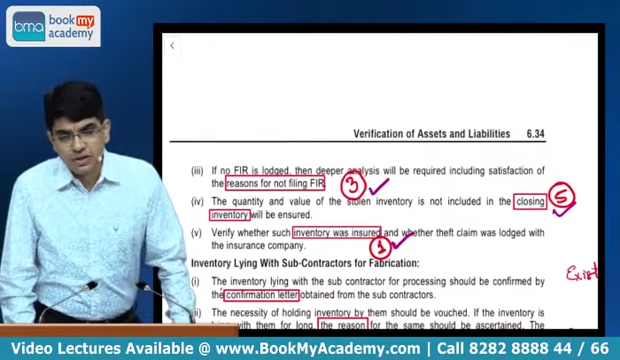 bma
book my
academy
Verification of Assets and Liabilities 6.34
(iii) If no FIR is lodged, then deeper analysis will be required including satisfaction of
the reasons for not filing FIR. 3
(iv) The quantity and value of the stolen inventory is not included in the closing 5
inventory will be ensured.
(v) Verify whether such inventory was insured and whether theft claim was lodged with
the insurance company. 1
Inventory Lying With Sub-Contractors for Fabrication:
(i) The inventory lying with the sub contractor for processing should be confirmed by
the confirmation letter obtained from the sub contractors.
Exist
The necessity of holding inventory by them should be vouched. If the inventory is
with them for long, the reason for the same should be ascertained. The
Video Lectures Available @ www.BookMyAcademy.com | Call 8282 8888 44 / 66